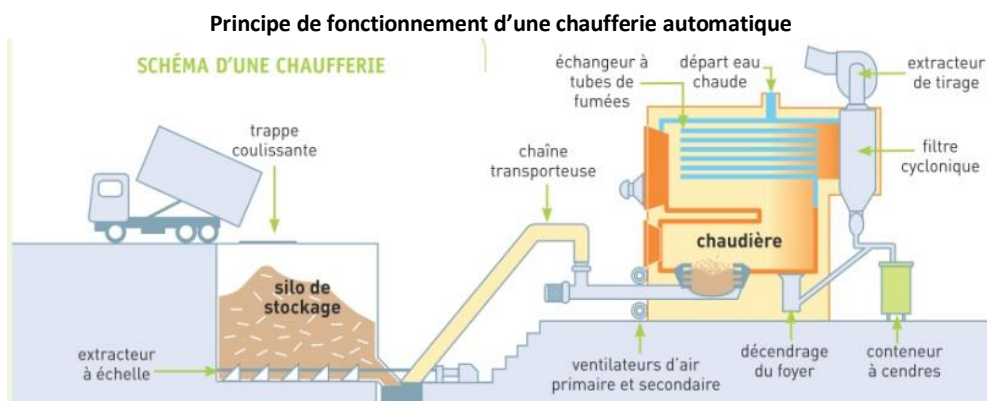 Principe de fonctionnement d’une chaufferie automatique
SCHÉMA D’UNE CHAUFFERIE
échangeur à
tubes de
fumées
départ eau
chaude
extracteur
de tirage
trappe
coulissante
chaîne
transporteuse
filtre
cyclonique
chaudière
silo de
stockage
extracteur
à échelle
ventilateurs d’air
primaire et secondaire
décendrage
du foyer
conteneur
à cendres